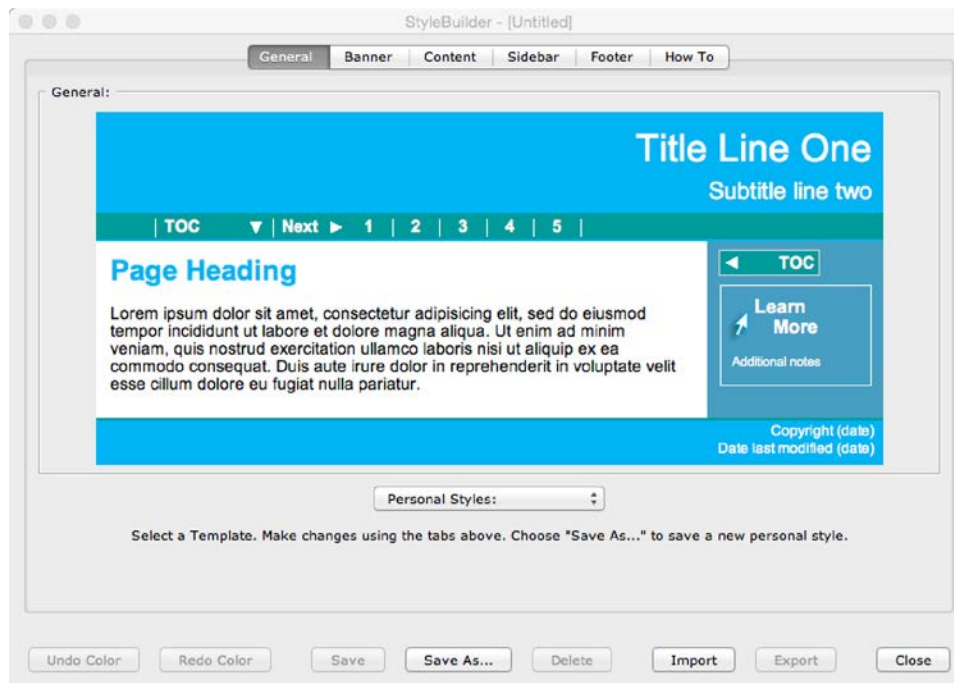 StyleBuilder - [Untitled]
General Banner Content Sidebar Footer How To
General:
Title Line One
Subtitle line two
| TOC ▼ | Next ► 1 | 2 | 3 | 4 | 5 |
Page Heading
Lorem ipsum dolor sit amet, consectetur adipisicing elit, sed do eiusmod
tempor incididunt ut labore et dolore magna aliqua. Ut enim ad minim
veniam, quis nostrud exercitation ullamco laboris nisi ut aliquip ex ea
commodo consequat. Duis aute irure dolor in reprehenderit in voluptate velit
esse cillum dolore eu fugiat nulla pariatur.
◄ TOC
Learn
More
Additional notes
Copyright (date)
Date last modified (date)
Personal Styles:
Select a Template. Make changes using the tabs above. Choose "Save As..." to save a new personal style.
Undo Color Redo Color Save Save As... Delete Import Export Close